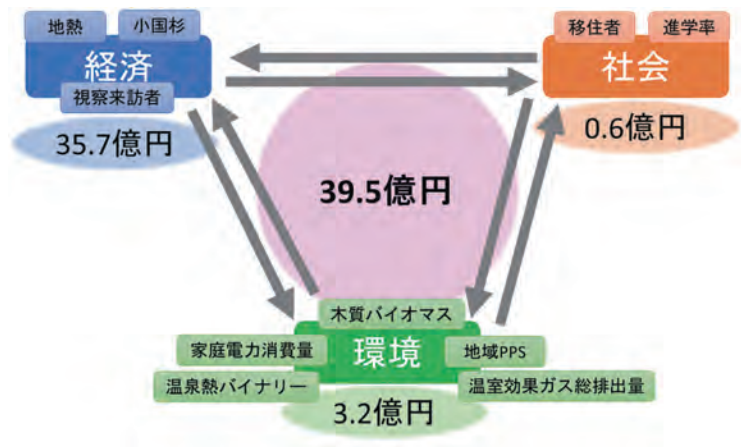 地熱
小国杉
経済
視察来訪者
35.7億円
移住者
進学率
社会
0.6億円
39.5億円
木質バイオマス
家庭電力消費量
環境
地域PPS
温泉熱バイナリー
温室効果ガス総排出量
3.2億円